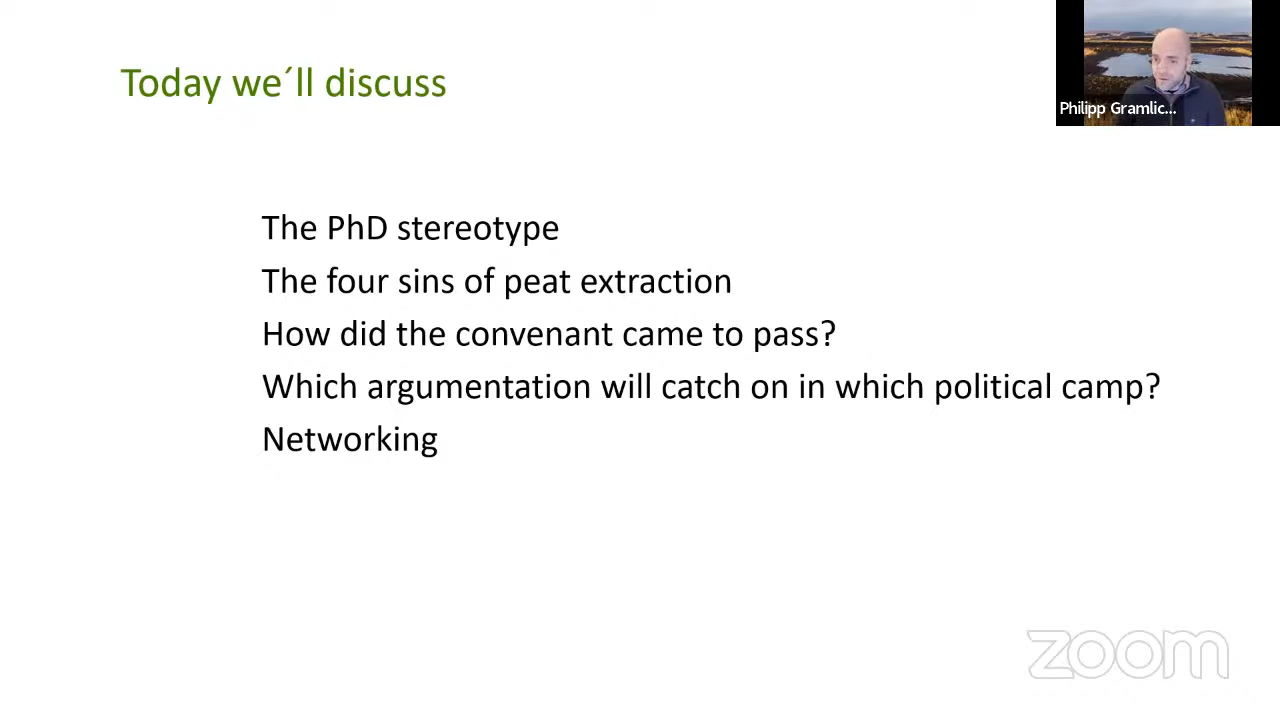 Today we´ll discuss
Philipp Gramlic...
The PhD stereotype
The four sins of peat extraction
How did the convenant came to pass?
Which argumentation will catch on in which political camp?
Networking
zoom